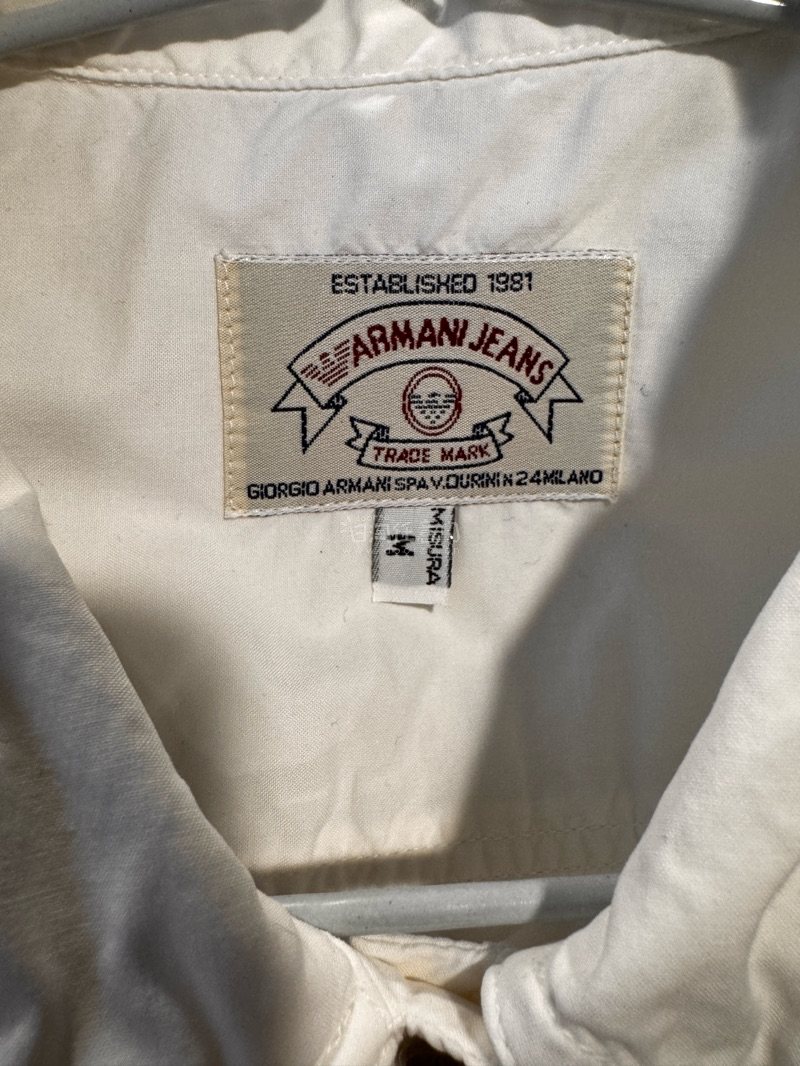 ESTABLISHED 1981
ARMANI JEANS
TRADE MARK
GIORGIO ARMANI SPA V.DURINI N 24 MILANO
MISURA
M